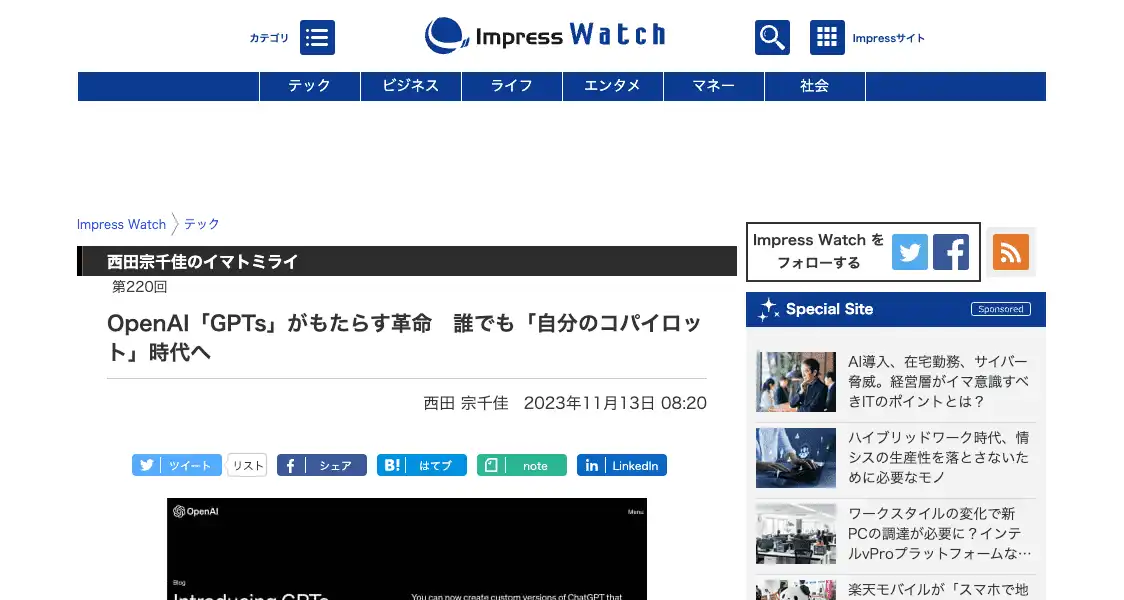 カテゴリ
Impress Watch
Impressサイト
テック ビジネス ライフ エンタメ マネー 社会
Impress Watch 〉 テック
西田宗千佳のイマトミライ
第220回
OpenAI「GPTs」がもたらす革命　誰でも「自分のコパイロッ
ト」時代へ
西田 宗千佳　2023年11月13日 08:20
ツイート リスト シェア B! はてブ note in LinkedIn
OpenAI Menu
Blog
Introducing GPTs You can now create custom versions of ChatGPT that
Impress Watch を
フォローする
Special Site Sponsored
AI導入、在宅勤務、サイバー
脅威。経営層がイマ意識すべ
きITのポイントとは？
ハイブリッドワーク時代、情
シスの生産性を落とさないた
めに必要なモノ
ワークスタイルの変化で新
PCの調達が必要に？インテ
ルvProプラットフォームな…
楽天モバイルが「スマホで地